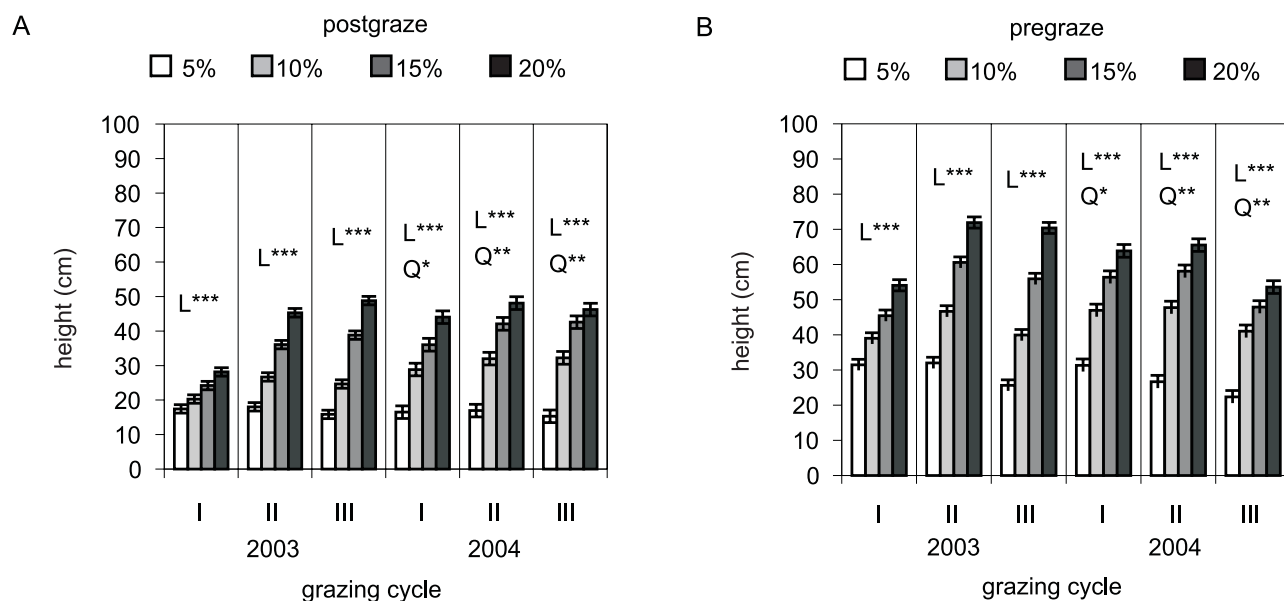 A
postgraze
5% 10% 15% 20%
height (cm)
100
90
80
70
60
50
40
30
20
10
0
L***
L***
L***
L***
Q*
L***
Q**
L***
Q**
I II III I II III
2003 2004
grazing cycle
B
pregraze
5% 10% 15% 20%
height (cm)
100
90
80
70
60
50
40
30
20
10
0
L***
L***
L***
L***
Q*
L***
Q**
L***
Q**
I II III I II III
2003 2004
grazing cycle